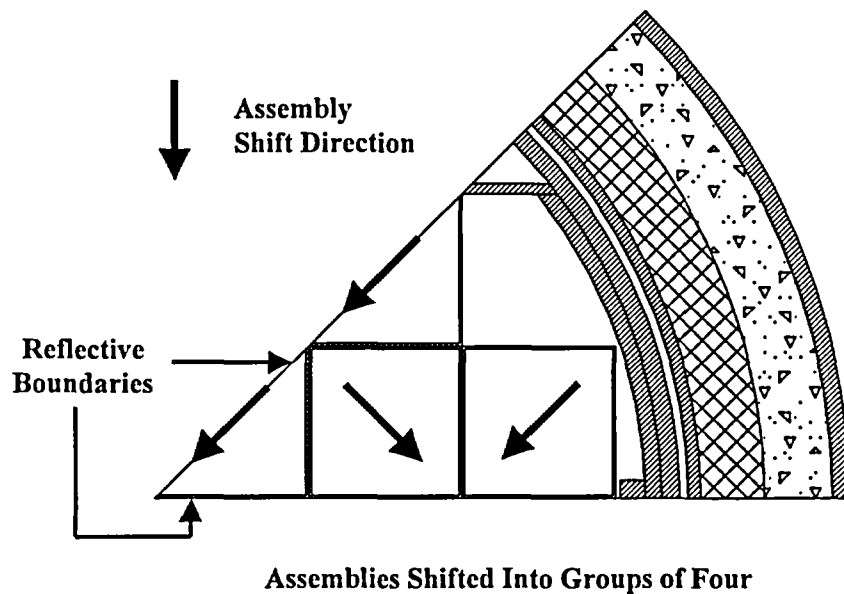 Assembly
Shift Direction
Reflective
Boundaries
Assemblies Shifted Into Groups of Four